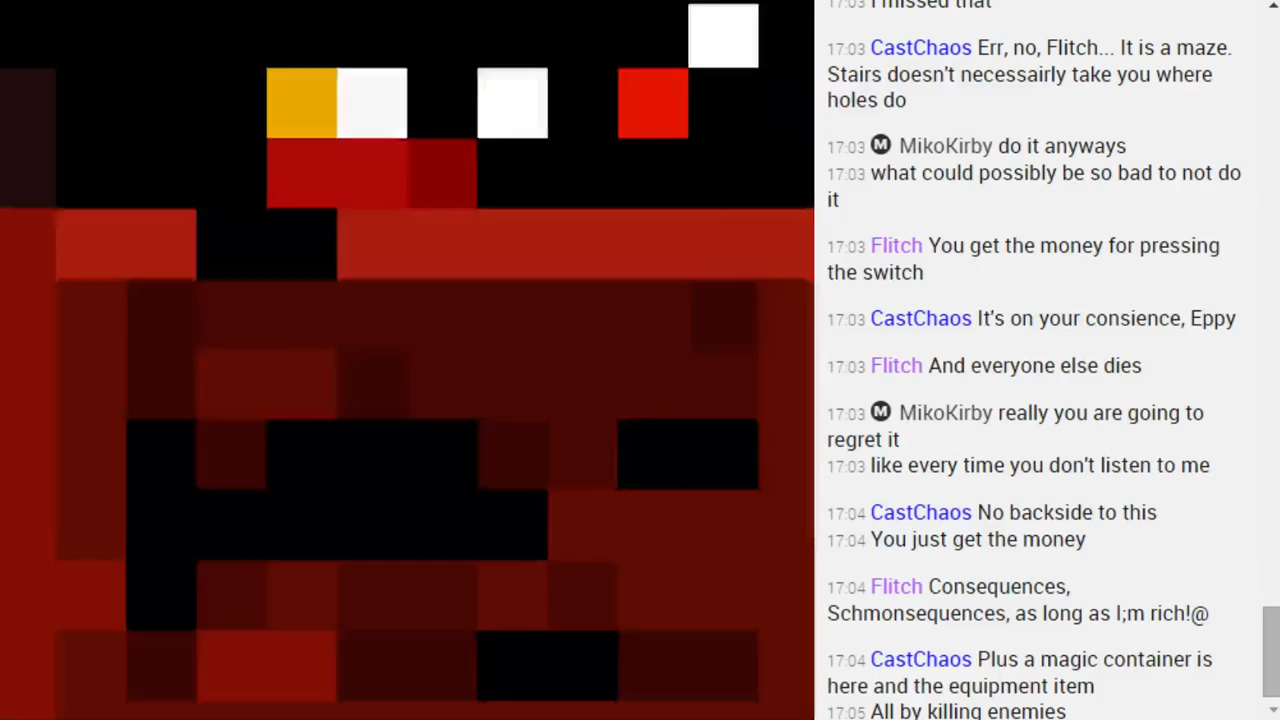 17:03 I missed that
17:03 CastChaos Err, no, Flitch... It is a maze.
Stairs doesn't necessairly take you where
holes do
17:03 M MikoKirby do it anyways
17:03 what could possibly be so bad to not do
it
17:03 Flitch You get the money for pressing
the switch
17:03 CastChaos It's on your consience, Eppy
17:03 Flitch And everyone else dies
17:03 M MikoKirby really you are going to
regret it
17:03 like every time you don't listen to me
17:04 CastChaos No backside to this
17:04 You just get the money
17:04 Flitch Consequences,
Schmonsequences, as long as I;m rich!@
17:04 CastChaos Plus a magic container is
here and the equipment item
17:05 All by killing enemies